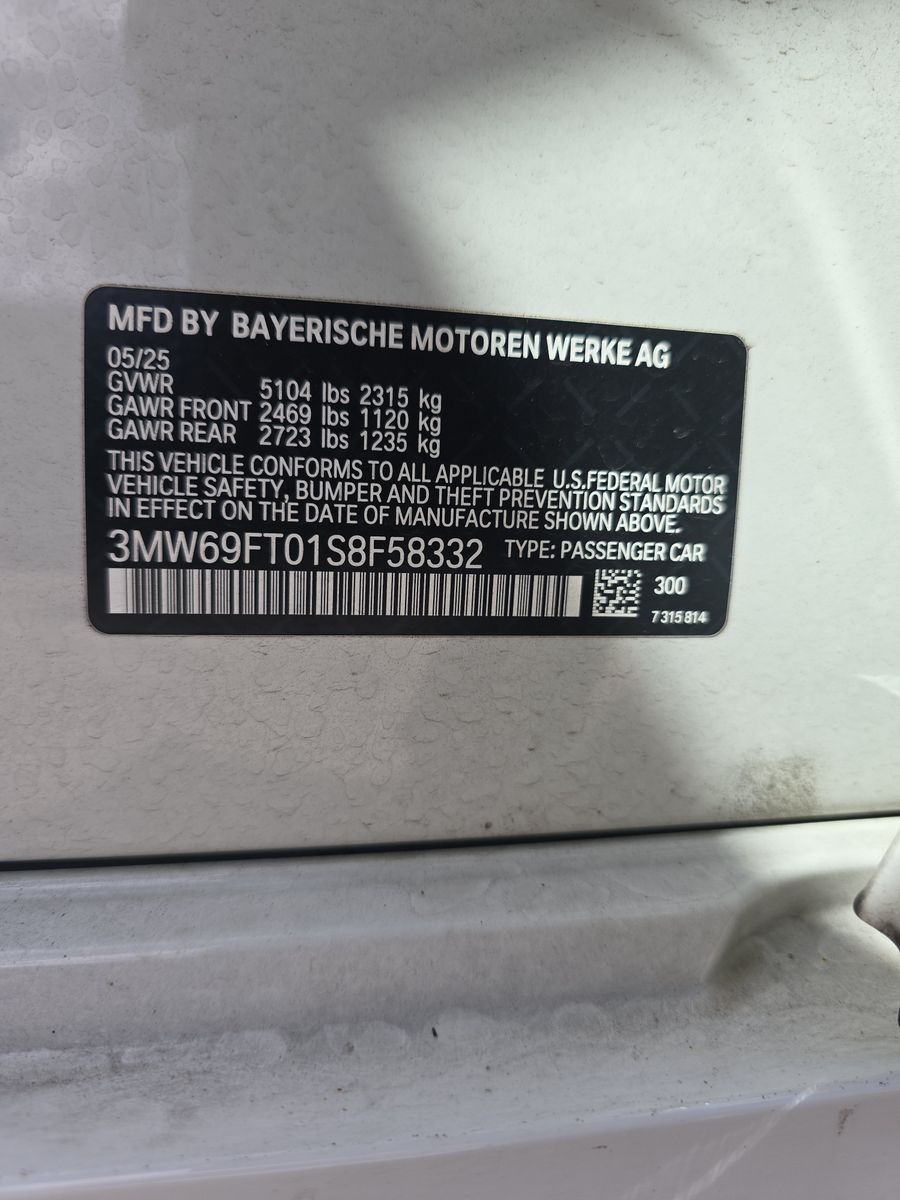 MFD BY BAYERISCHE MOTOREN WERKE AG
05/25
GVWR 5104 lbs 2315 kg
GAWR FRONT 2469 lbs 1120 kg
GAWR REAR 2723 lbs 1235 kg
THIS VEHICLE CONFORMS TO ALL APPLICABLE U.S.FEDERAL MOTOR
VEHICLE SAFETY, BUMPER AND THEFT PREVENTION STANDARDS
IN EFFECT ON THE DATE OF MANUFACTURE SHOWN ABOVE.
3MW69FT01S8F58332 TYPE: PASSENGER CAR
300
7 315 814